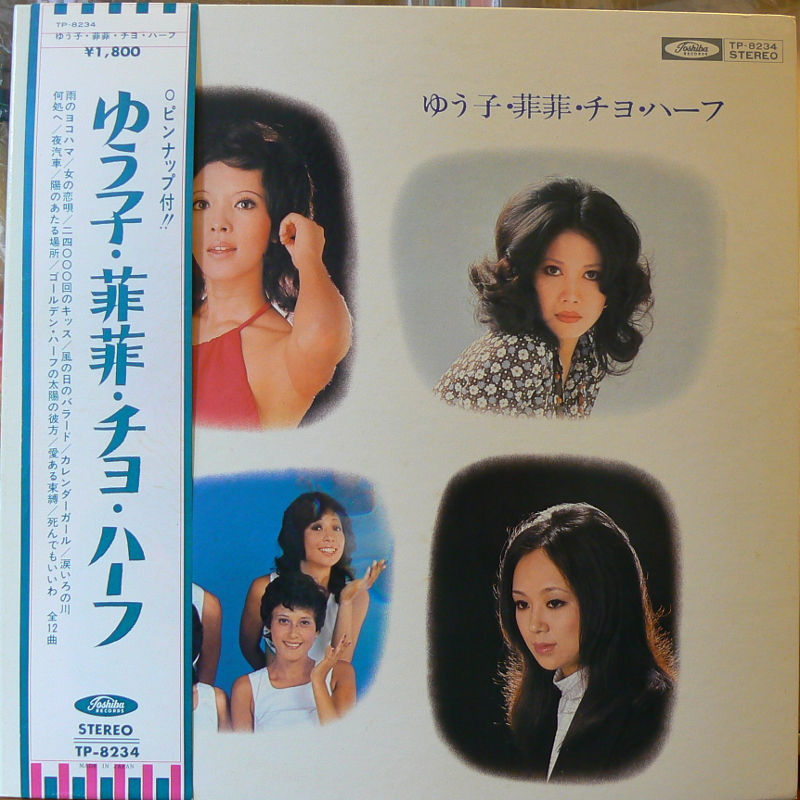 TP-8234
ゆう子・菲菲・チヨ・ハーフ
¥1,800
○ピンナップ付!!
ゆう子・菲菲・チヨ・ハーフ
雨のヨコハマ/女の恋唄/二四〇〇〇回のキッス/風の日のバラード/カレンダーガール/涙いろの川
何処へ/夜汽車/陽のあたる場所/ゴールデン・ハーフの太陽の彼方/愛ある束縛/死んでもいいわ 全12曲
Toshiba
RECORDS
STEREO
TP-8234
MADE IN JAPAN
Toshiba
RECORDS
TP-8234
STEREO
ゆう子・菲菲・チヨ・ハーフ